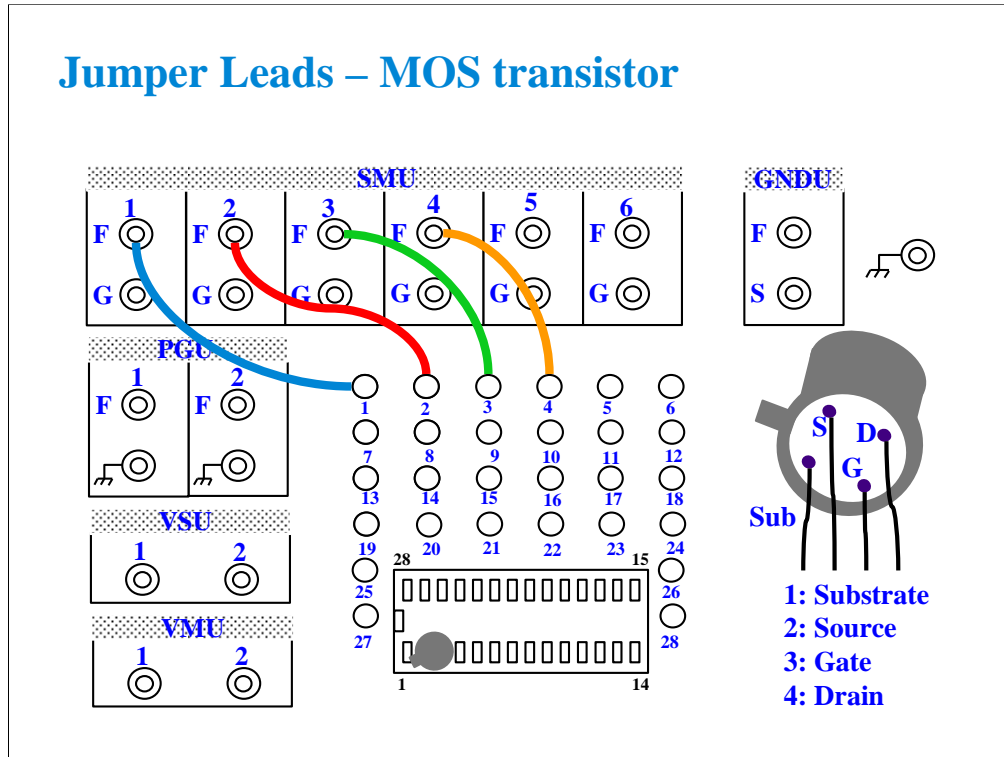 Jumper Leads – MOS transistor
SMU
GNDU
1 2 3 4 5 6
F F F F F F F
G G G G G G S
PGU
1 2
F F
1 2 3 4 5 6
7 8 9 10 11 12
13 14 15 16 17 18
19 20 21 22 23 24
S D
G
Sub
VSU
1 2
28 15
25 26
27 28
VMU
1 2
1 14
1: Substrate
2: Source
3: Gate
4: Drain